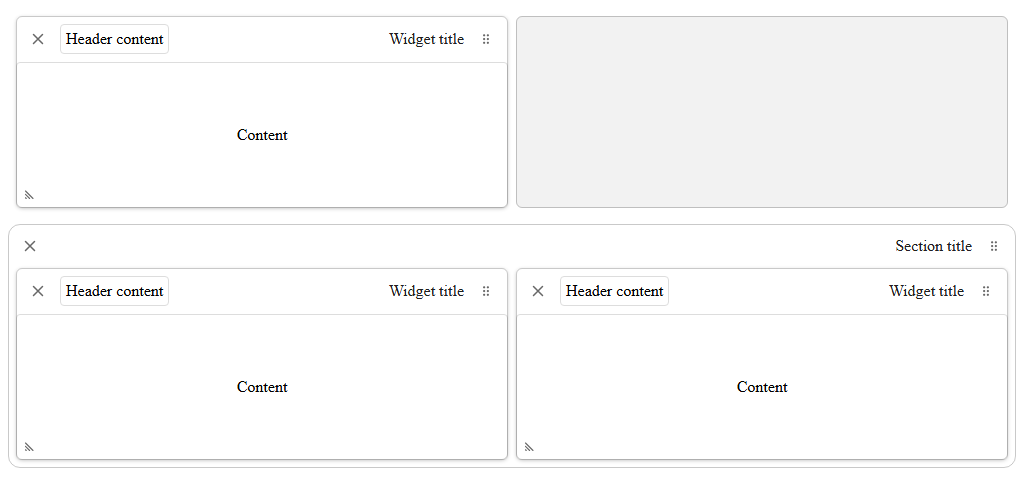 Header content Widget title
Content
Section title
Header content Widget title Header content Widget title
Content Content